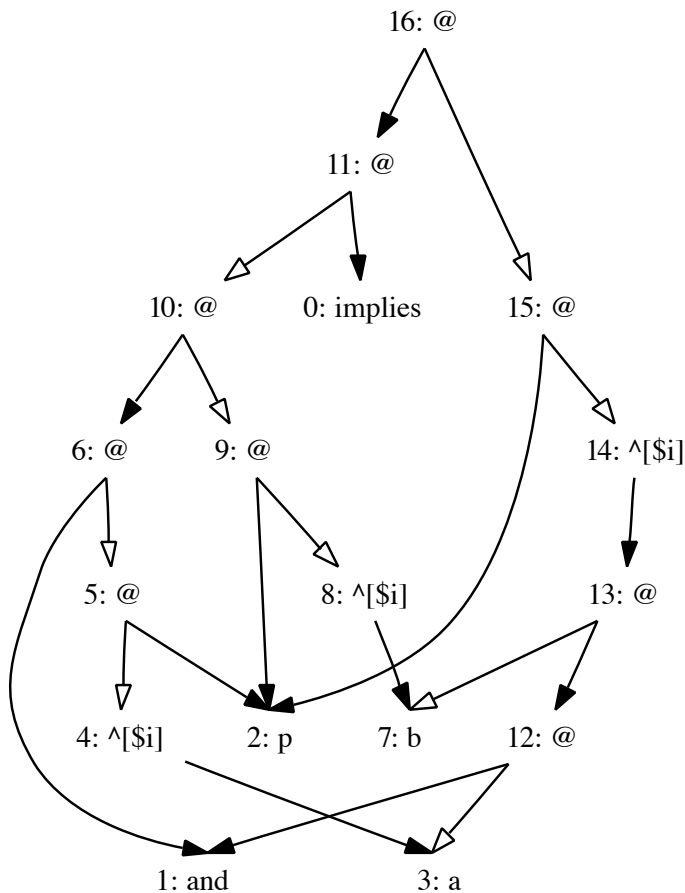 16: @
11: @
10: @
0: implies
15: @
6: @
9: @
14: ^[$i]
5: @
8: ^[$i]
13: @
4: ^[$i]
2: p
7: b
12: @
1: and
3: a